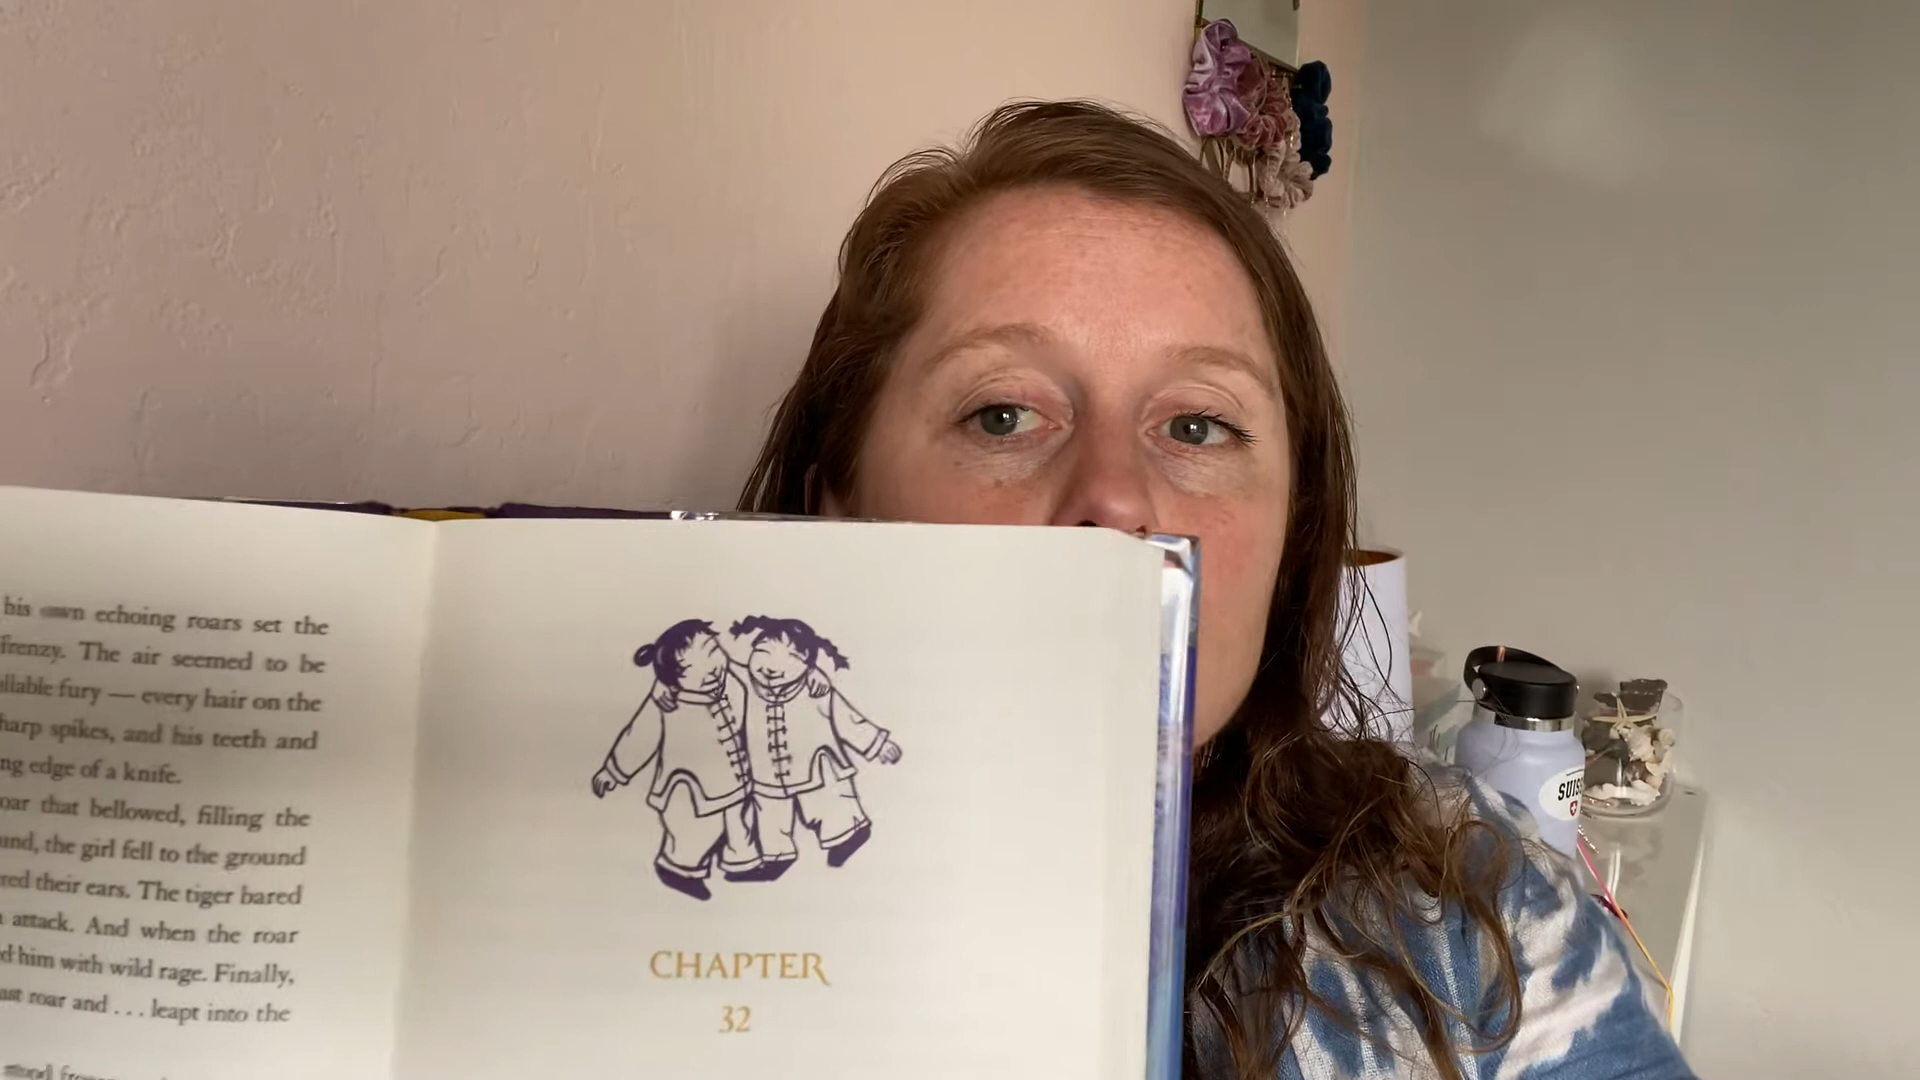 his own echoing roars set the
frenzy. The air seemed to be
llable fury — every hair on the
harp spikes, and his teeth and
ng edge of a knife.
oar that bellowed, filling the
und, the girl fell to the ground
red their ears. The tiger bared
attack. And when the roar
d him with wild rage. Finally,
ast roar and . . . leapt into the
stood
CHAPTER
32
SUIS